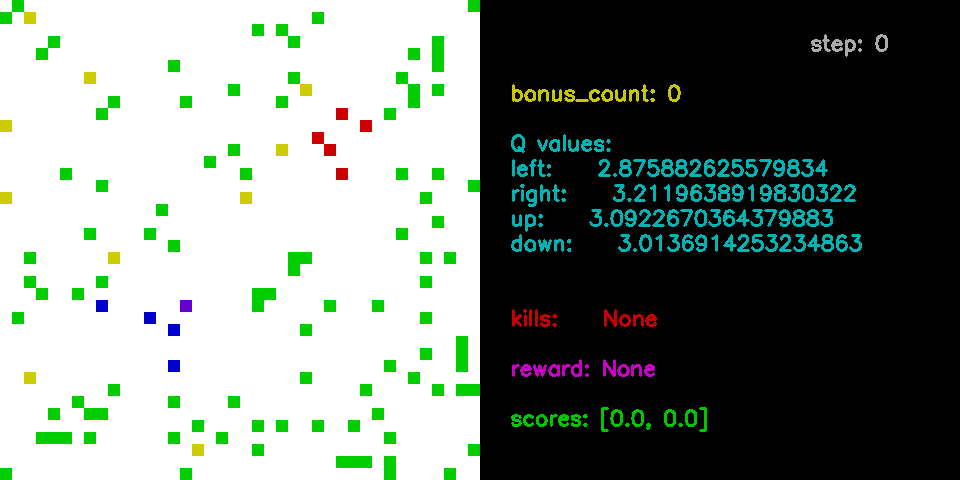 step: 0
bonus_count: 0
Q values:
left: 2.875882625579834
right: 3.2119638919830322
up: 3.0922670364379883
down: 3.0136914253234863
kills: None
reward: None
scores: [0.0, 0.0]